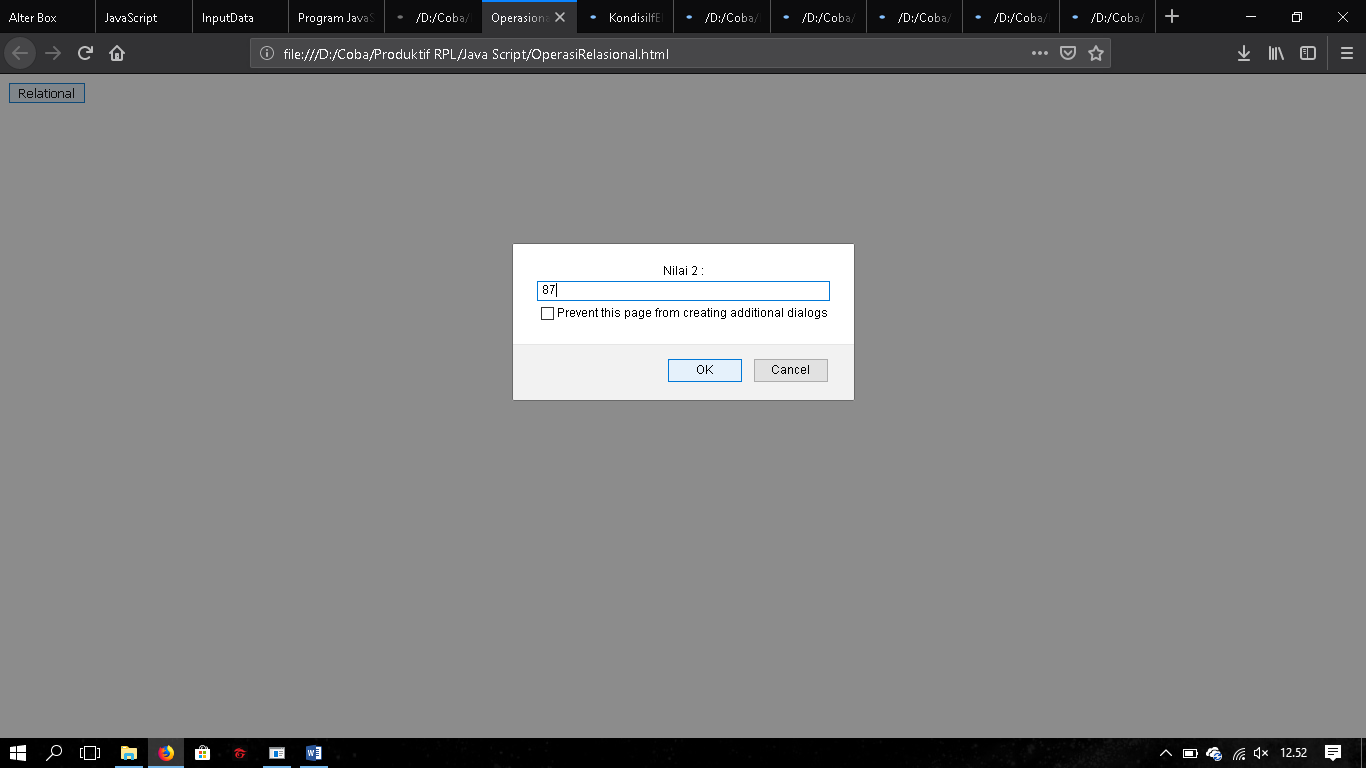 Alter Box
JavaScript
InputData
Program JavaS
/D:/Coba/
Operasiona
KondisiIfE
/D:/Coba/
/D:/Coba/
/D:/Coba/
/D:/Coba/
/D:/Coba/
file:///D:/Coba/Produktif RPL/Java Script/OperasiRelasional.html
Relational
Nilai 2 :
87
Prevent this page from creating additional dialogs
OK Cancel
12.52